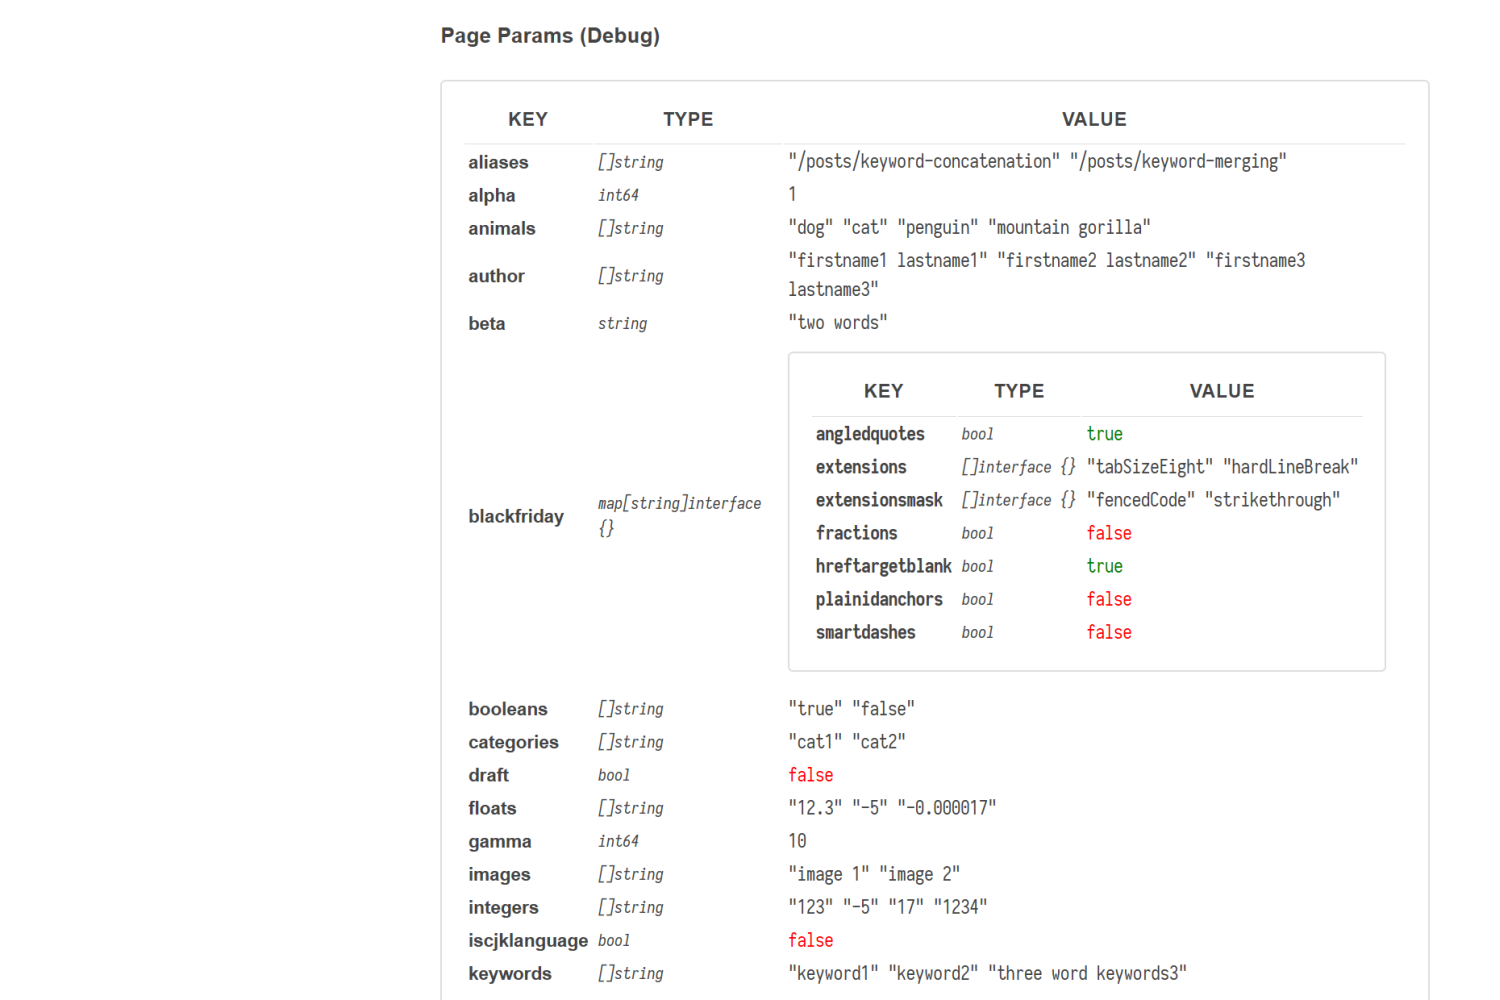 Page Params (Debug)
KEY TYPE VALUE
aliases []string "/posts/keyword-concatenation" "/posts/keyword-merging"
alpha int64 1
animals []string "dog" "cat" "penguin" "mountain gorilla"
author []string "firstname1 lastname1" "firstname2 lastname2" "firstname3
lastname3"
beta string "two words"
blackfriday map[string]interface
{}
KEY TYPE VALUE
angledquotes bool true
extensions []interface {} "tabSizeEight" "hardLineBreak"
extensionsmask []interface {} "fencedCode" "strikethrough"
fractions bool false
hreftargetblank bool true
plainidanchors bool false
smartdashes bool false
booleans []string "true" "false"
categories []string "cat1" "cat2"
draft bool false
floats []string "12.3" "-5" "-0.000017"
gamma int64 10
images []string "image 1" "image 2"
integers []string "123" "-5" "17" "1234"
iscjklanguage bool false
keywords []string "keyword1" "keyword2" "three word keywords3"